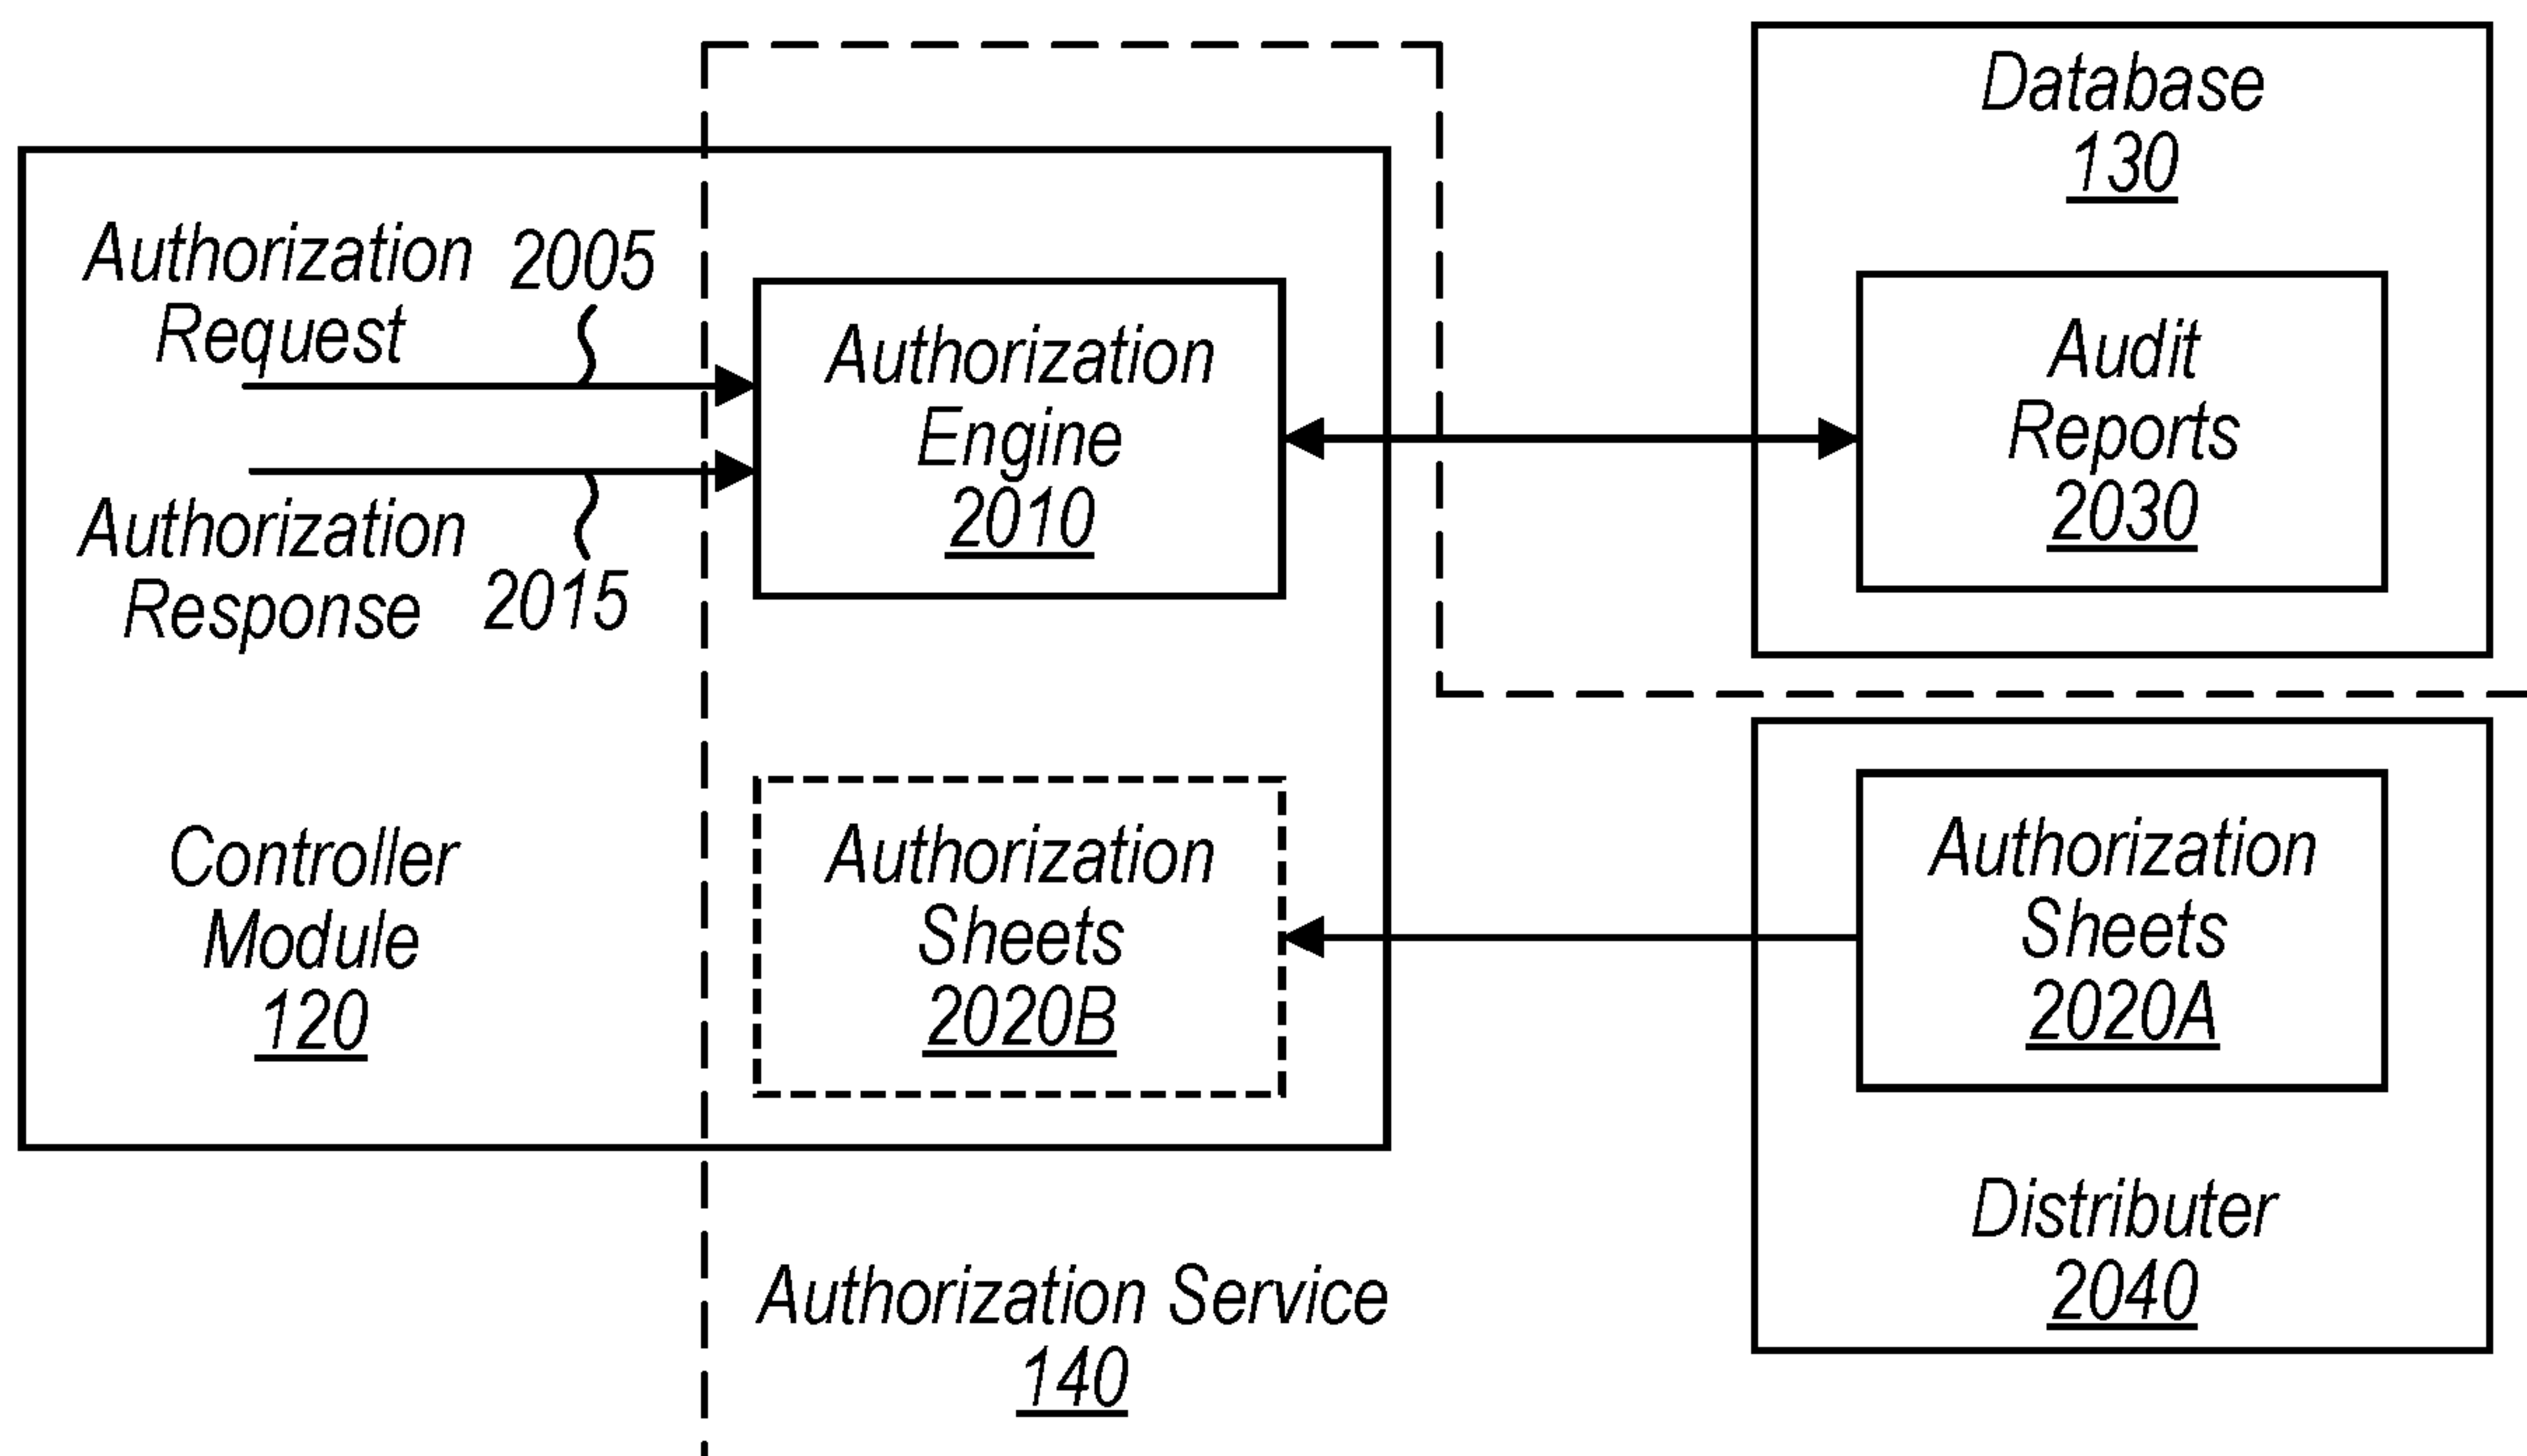 Database
130
Authorization
Request
2005
Authorization
Engine
2010
Audit
Reports
2030
Authorization
Response
2015
Controller
Module
120
Authorization
Sheets
2020B
Authorization
Sheets
2020A
Distributer
2040
Authorization Service
140